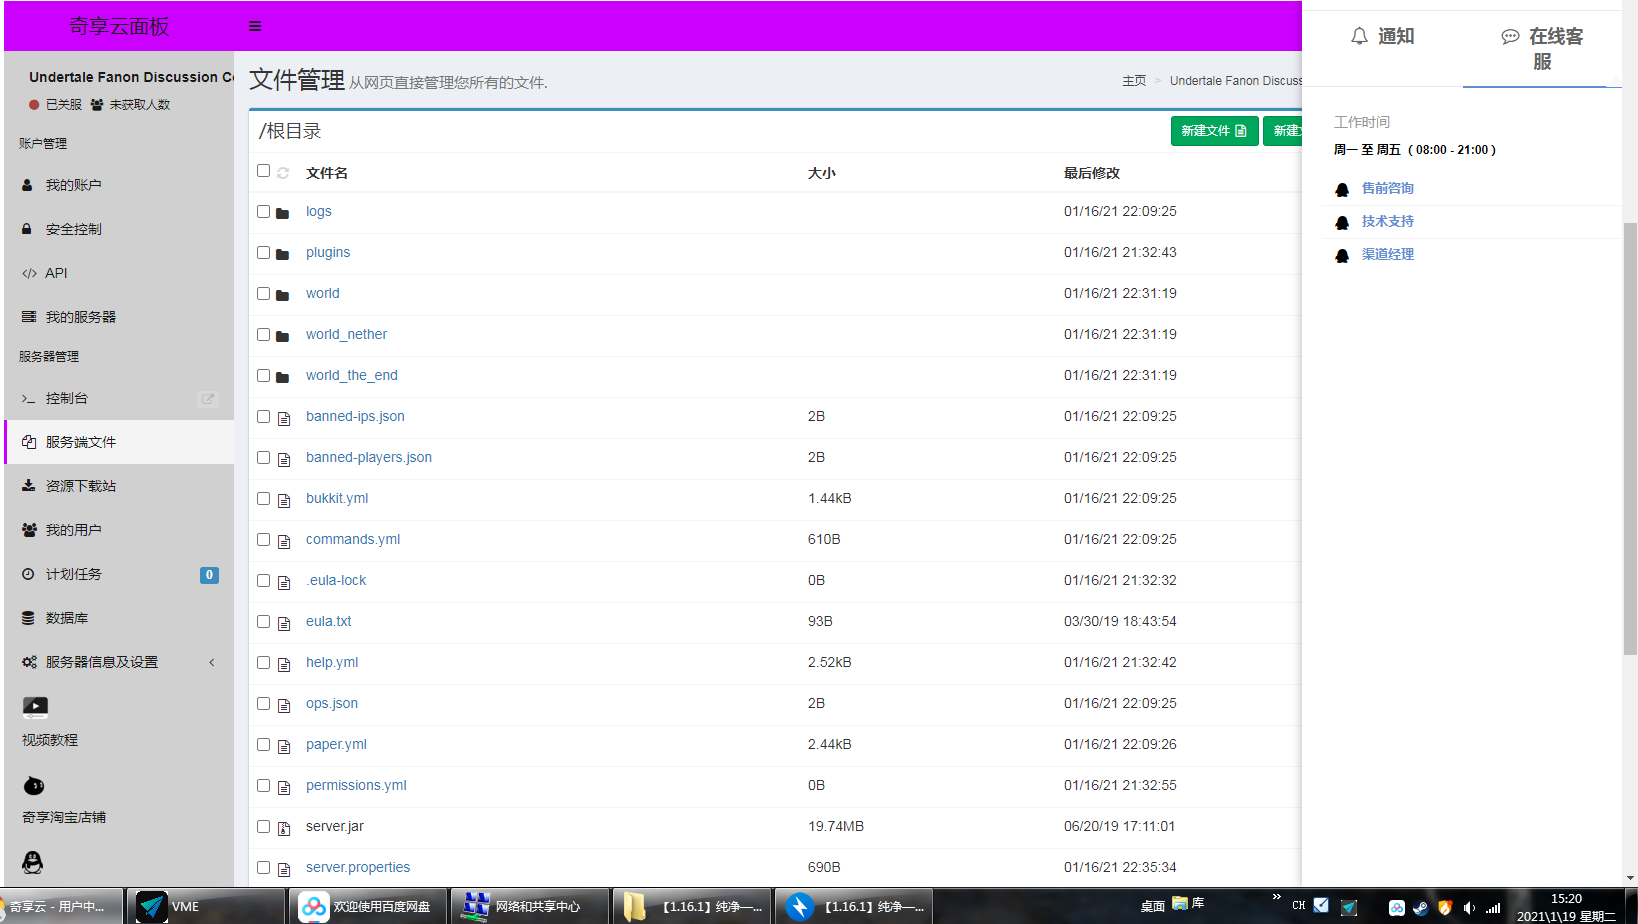 奇享云面板
Undertale Fanon Discussion Co
已关服 未获取人数
账户管理
我的账户
安全控制
API
我的服务器
服务器管理
控制台
服务端文件
资源下载站
我的用户
计划任务 0
数据库
服务器信息及设置
视频教程
奇享淘宝店铺
文件管理 从网页直接管理您所有的文件.
主页 > Undertale Fanon Discuss
/根目录
新建文件 新建
文件名 大小 最后修改
logs 01/16/21 22:09:25
plugins 01/16/21 21:32:43
world 01/16/21 22:31:19
world_nether 01/16/21 22:31:19
world_the_end 01/16/21 22:31:19
banned-ips.json 2B 01/16/21 22:09:25
banned-players.json 2B 01/16/21 22:09:25
bukkit.yml 1.44kB 01/16/21 22:09:25
commands.yml 610B 01/16/21 22:09:25
.eula-lock 0B 01/16/21 21:32:32
eula.txt 93B 03/30/19 18:43:54
help.yml 2.52kB 01/16/21 21:32:42
ops.json 2B 01/16/21 22:09:25
paper.yml 2.44kB 01/16/21 22:09:26
permissions.yml 0B 01/16/21 21:32:55
server.jar 19.74MB 06/20/19 17:11:01
server.properties 690B 01/16/21 22:35:34
通知
在线客
服
工作时间
周一 至 周五 ( 08:00 - 21:00 )
售前咨询
技术支持
渠道经理
奇享云 - 用户中... VME 欢迎使用百度网盘 网络和共享中心 【1.16.1】纯净—... 【1.16.1】纯净—... 桌面 库 » CH 15:20
2021\1\19 星期二